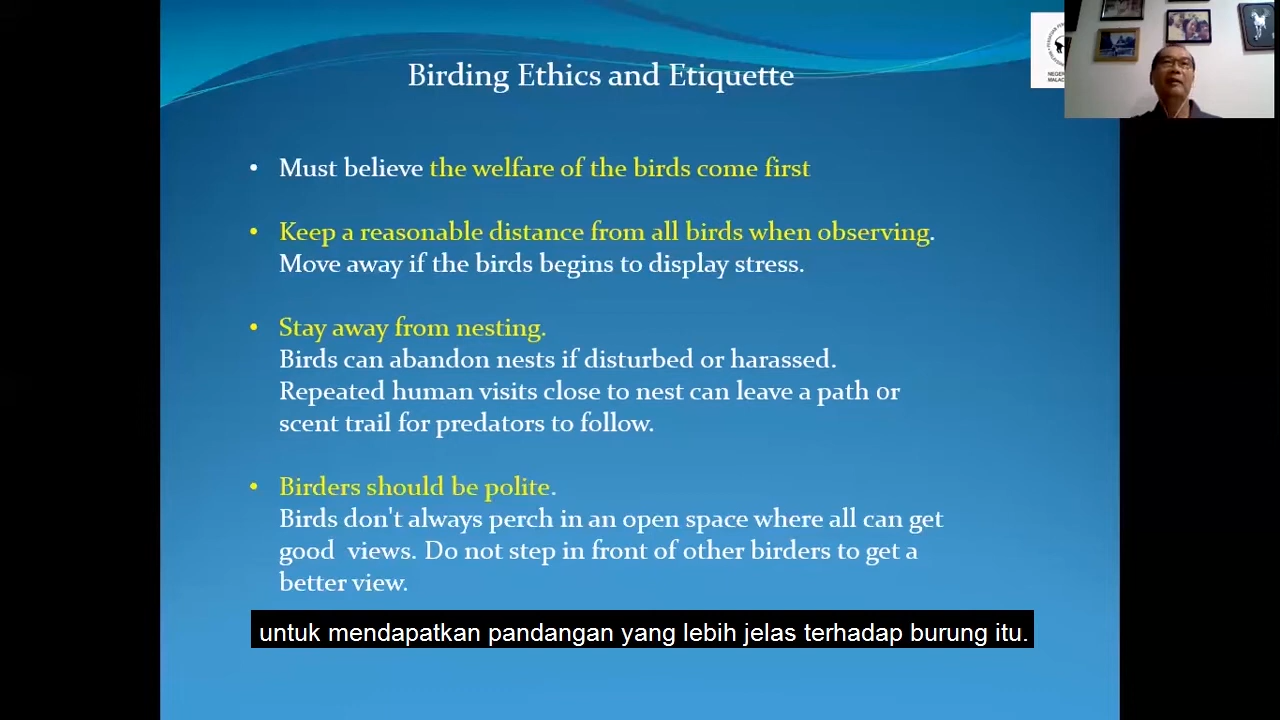 Birding Ethics and Etiquette
NEGER
MALAC
• Must believe the welfare of the birds come first
• Keep a reasonable distance from all birds when observing.
Move away if the birds begins to display stress.
• Stay away from nesting.
Birds can abandon nests if disturbed or harassed.
Repeated human visits close to nest can leave a path or
scent trail for predators to follow.
• Birders should be polite.
Birds don't always perch in an open space where all can get
good views. Do not step in front of other birders to get a
better view.
untuk mendapatkan pandangan yang lebih jelas terhadap burung itu.